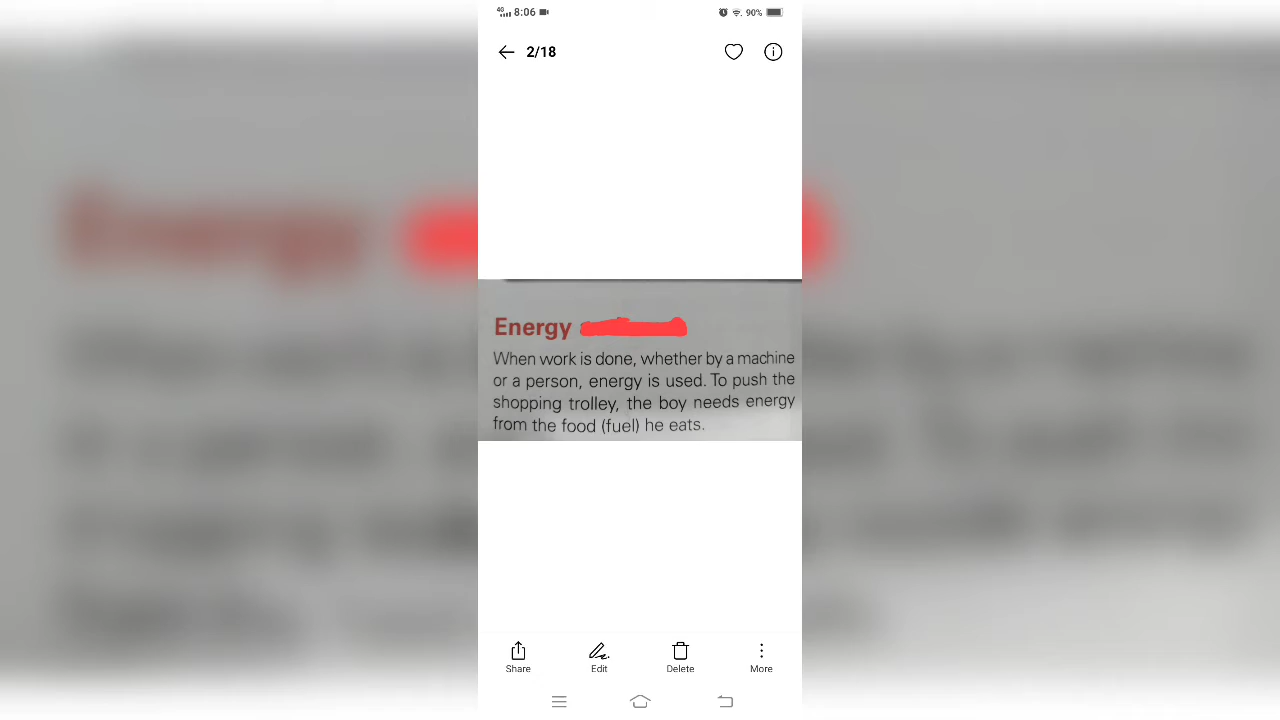 4G 8:06 90%
2/18
Energy
When work is done, whether by a machine
or a person, energy is used. To push the
shopping trolley, the boy needs energy
from the food (fuel) he eats.
Share Edit Delete More